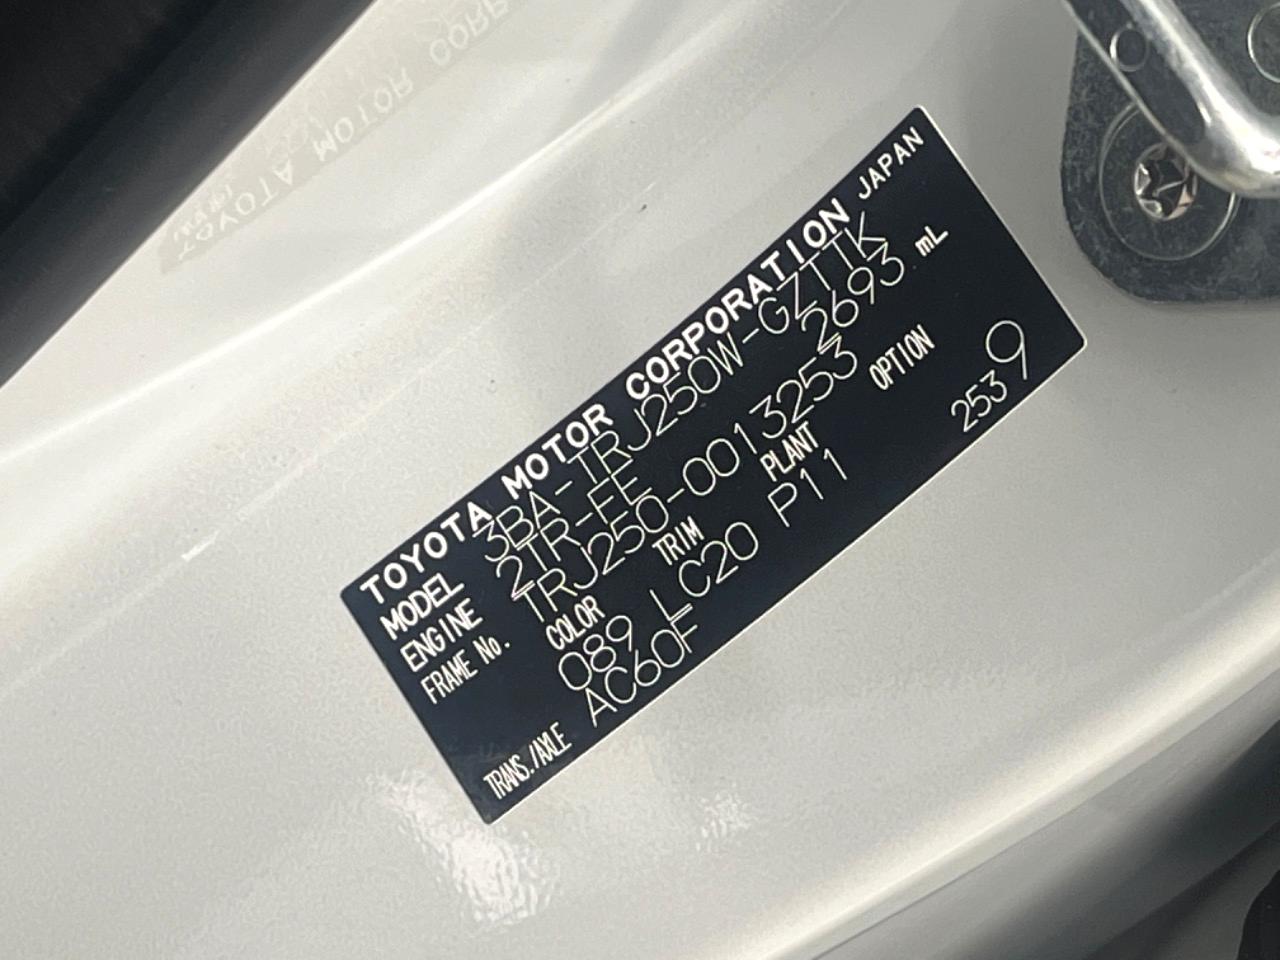 TOYOTA MOTOR CORPORATION JAPAN
MODEL 3BA-TRJ250W-GZTTK
ENGINE 2TR-FE 2693 mL
FRAME No. TRJ250-0013253
COLOR TRIM PLANT OPTION
089 LC20 P11
TRANS./AXLE AC60F 2539